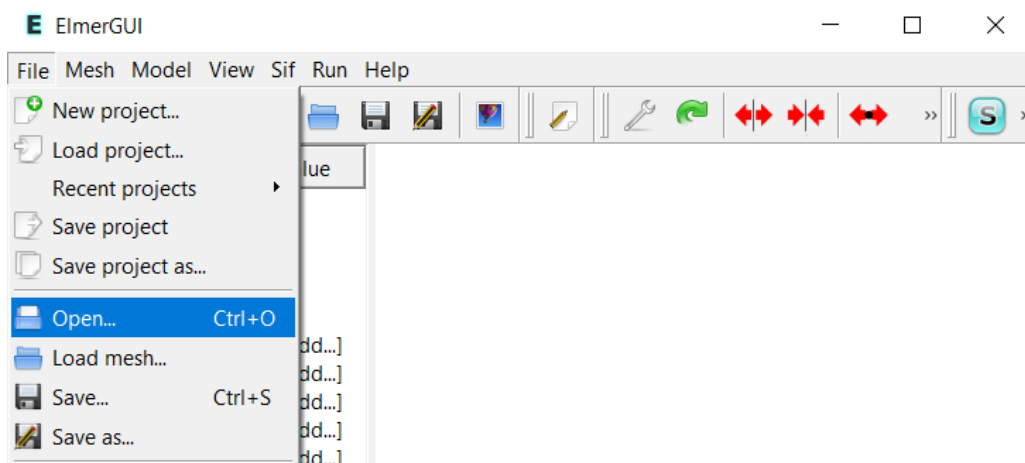 E ElmerGUI
File Mesh Model View Sif Run Help
New project...
Load project...
lue
Recent projects
Save project
Save project as...
Open... Ctrl+O
dd...]
Load mesh...
dd...]
Save... Ctrl+S
dd...]
Save as...
dd...]
dd...]
S